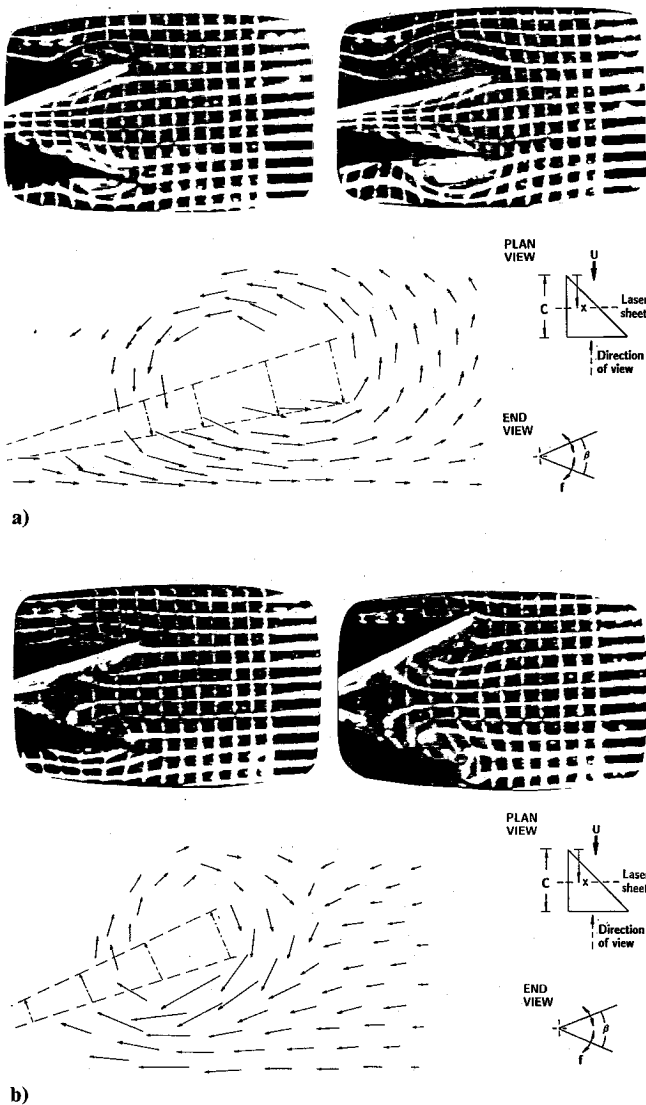 PLAN
VIEW
U
C
x
Laser
sheet
Direction
of view
END
VIEW
β
f
a)
PLAN
VIEW
U
C
x
Laser
sheet
Direction
of view
END
VIEW
β
f
b)